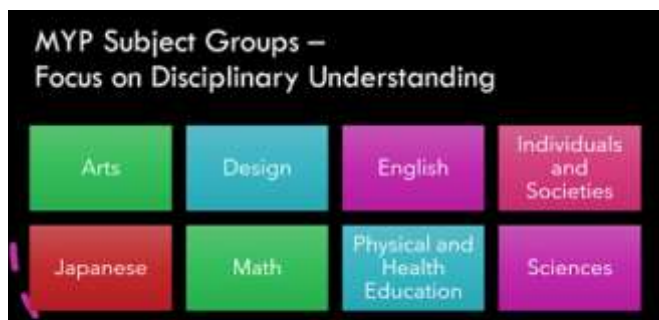 MYP Subject Groups –
Focus on Disciplinary Understanding
Arts
Design
English
Individuals
and
Societies
Japanese
Math
Physical and
Health
Education
Sciences